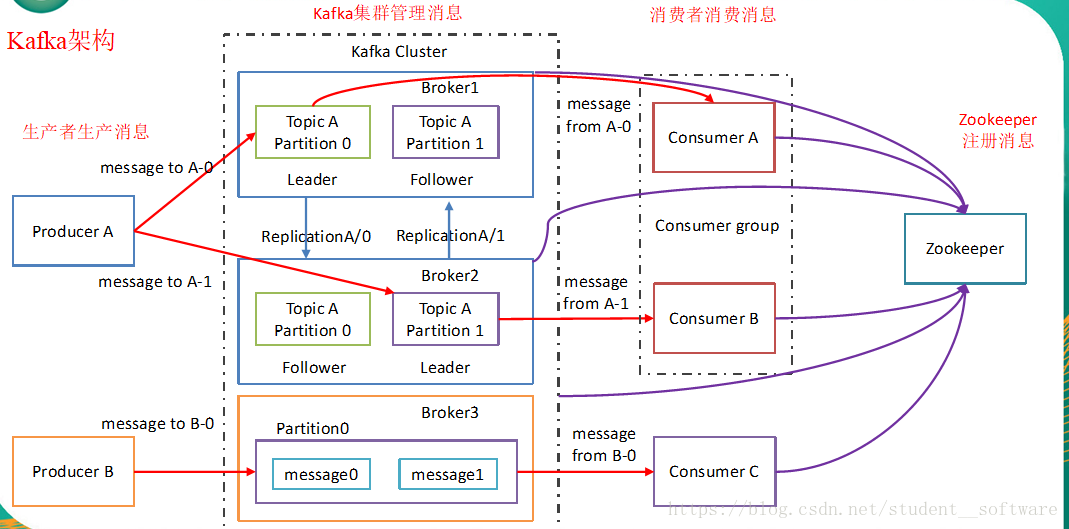 Kafka架构
Kafka集群管理消息
消费者消费消息
生产者生产消息
Zookeeper
注册消息
Kafka Cluster
Broker1
Topic A
Partition 0
Topic A
Partition 1
Leader
Follower
message to A-0
message
from A-0
Consumer A
Producer A
ReplicationA/0
ReplicationA/1
Consumer group
Zookeeper
message to A-1
Broker2
Topic A
Partition 0
Topic A
Partition 1
Follower
Leader
message
from A-1
Consumer B
message to B-0
Broker3
Partition0
message0
message1
message
from B-0
Producer B
Consumer C
https://blog.csdn.net/student__software